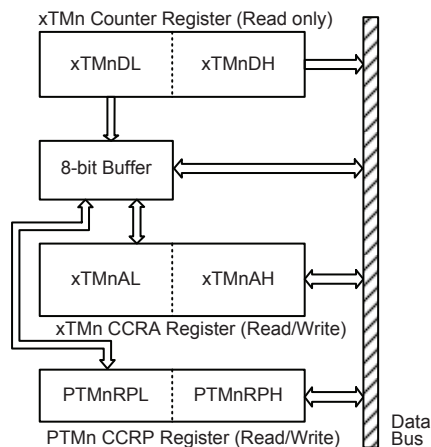 xTMn Counter Register (Read only)
xTMnDL xTMnDH
8-bit Buffer
xTMnAL xTMnAH
xTMn CCRA Register (Read/Write)
PTMnRPL PTMnRPH
PTMn CCRP Register (Read/Write)
Data
Bus